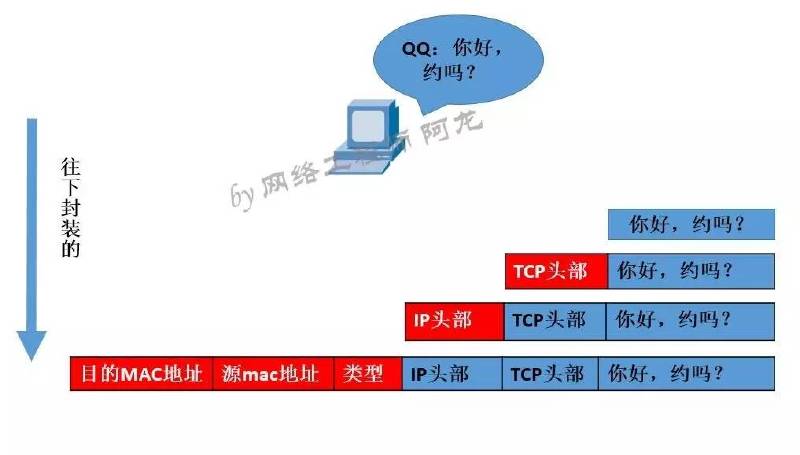 QQ：你好，
约吗？
by 网络工程师 阿龙
往下封装的
你好，约吗？
TCP头部 你好，约吗？
IP头部 TCP头部 你好，约吗？
目的MAC地址 源mac地址 类型 IP头部 TCP头部 你好，约吗？